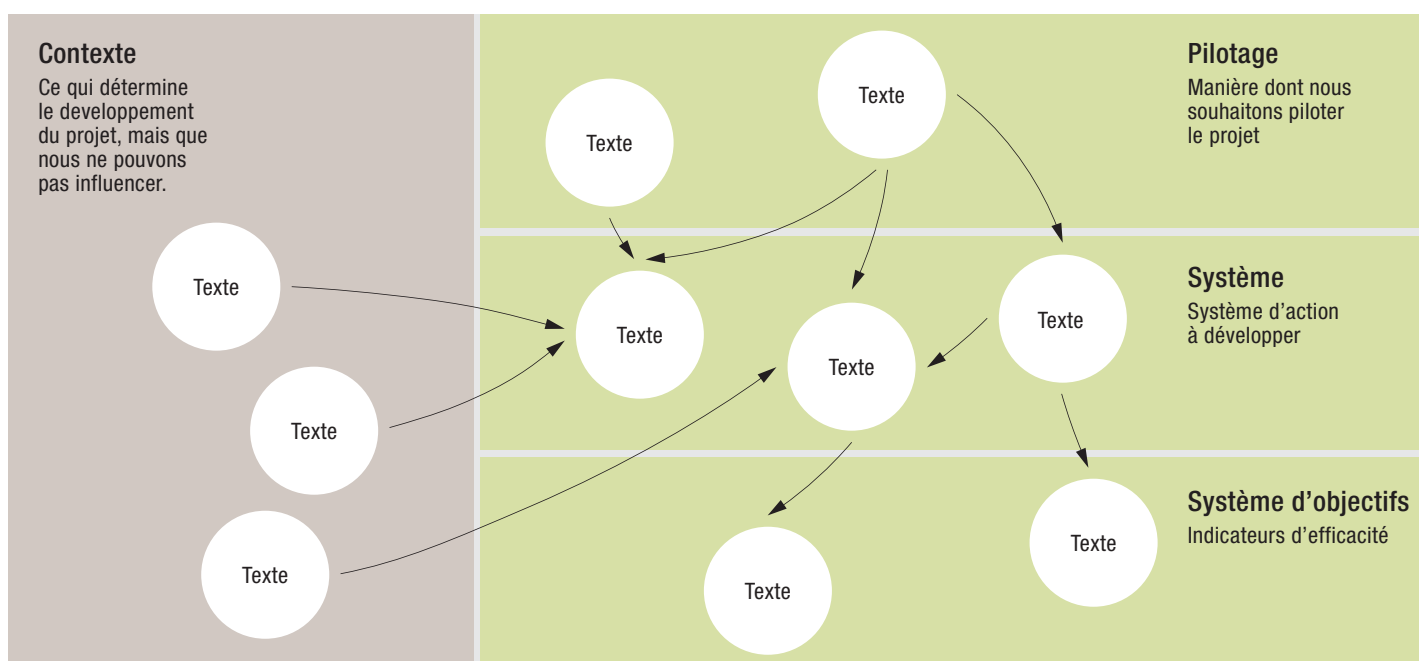 Contexte
Ce qui détermine
le developpement
du projet, mais que
nous ne pouvons
pas influencer.
Texte
Texte
Texte
Pilotage
Manière dont nous
souhaitons piloter
le projet
Texte
Texte
Système
Système d’action
à développer
Texte
Texte
Texte
Système d’objectifs
Indicateurs d’efficacité
Texte
Texte